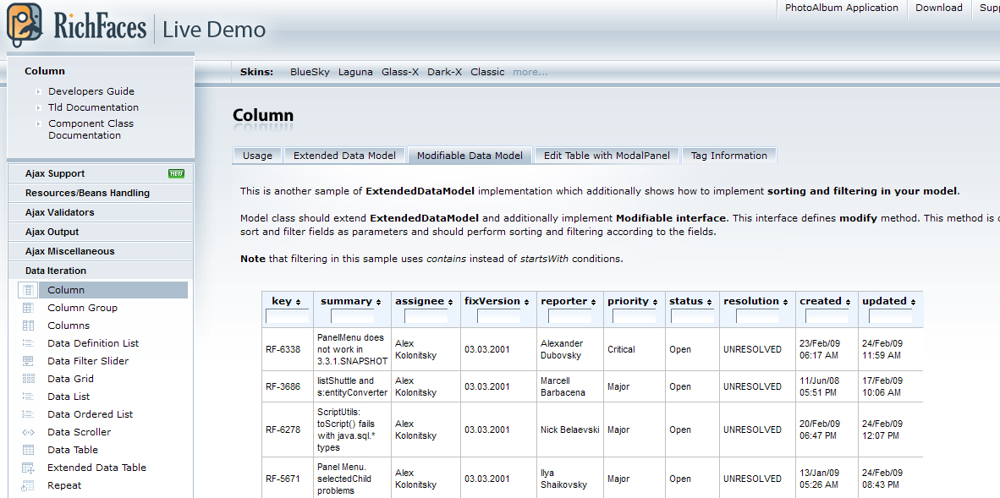 PhotoAlbum Application Download
RichFaces Live Demo
Column
Developers Guide
Tld Documentation
Component Class
Documentation
Ajax Support NEW
Resources/Beans Handling
Ajax Validators
Ajax Output
Ajax Miscellaneous
Data Iteration
Column
Column Group
Columns
Data Definition List
Data Filter Slider
Data Grid
Data List
Data Ordered List
Data Scroller
Data Table
Extended Data Table
Repeat
Skins: BlueSky Laguna Glass-X Dark-X Classic more...
Column
Usage Extended Data Model Modifiable Data Model Edit Table with ModalPanel Tag Information
This is another sample of ExtendedDataModel implementation which additionally shows how to implement sorting and filtering in your model.
Model class should extend ExtendedDataModel and additionally implement Modifiable interface. This interface defines modify method. This method is
sort and filter fields as parameters and should perform sorting and filtering according to the fields.
Note that filtering in this sample uses contains instead of startsWith conditions.
key summary assignee fixVersion reporter priority status resolution created updated
RF-6338
PanelMenu does
not work in
3.3.1.SNAPSHOT
Alex
Kolonitsky
03.03.2001
Alexander
Dubovsky
Critical
Open
UNRESOLVED
23/Feb/09
06:17 AM
24/Feb/09
11:59 AM
RF-3686
listShuttle and
s:entityConverter
Alex
Kolonitsky
03.03.2001
Marcell
Barbacena
Major
Open
UNRESOLVED
11/Jun/08
05:51 PM
17/Feb/09
10:06 AM
RF-6278
ScriptUtils:
toScript() fails
with java.sql.*
types
Alex
Kolonitsky
03.03.2001
Nick Belaevski
Major
Open
UNRESOLVED
20/Feb/09
06:47 PM
24/Feb/09
12:07 PM
RF-5671
Panel Menu.
selectedChild
problems
Alex
Kolonitsky
03.03.2001
Ilya
Shaikovsky
Major
Open
UNRESOLVED
13/Jan/09
05:26 AM
24/Feb/09
08:43 PM